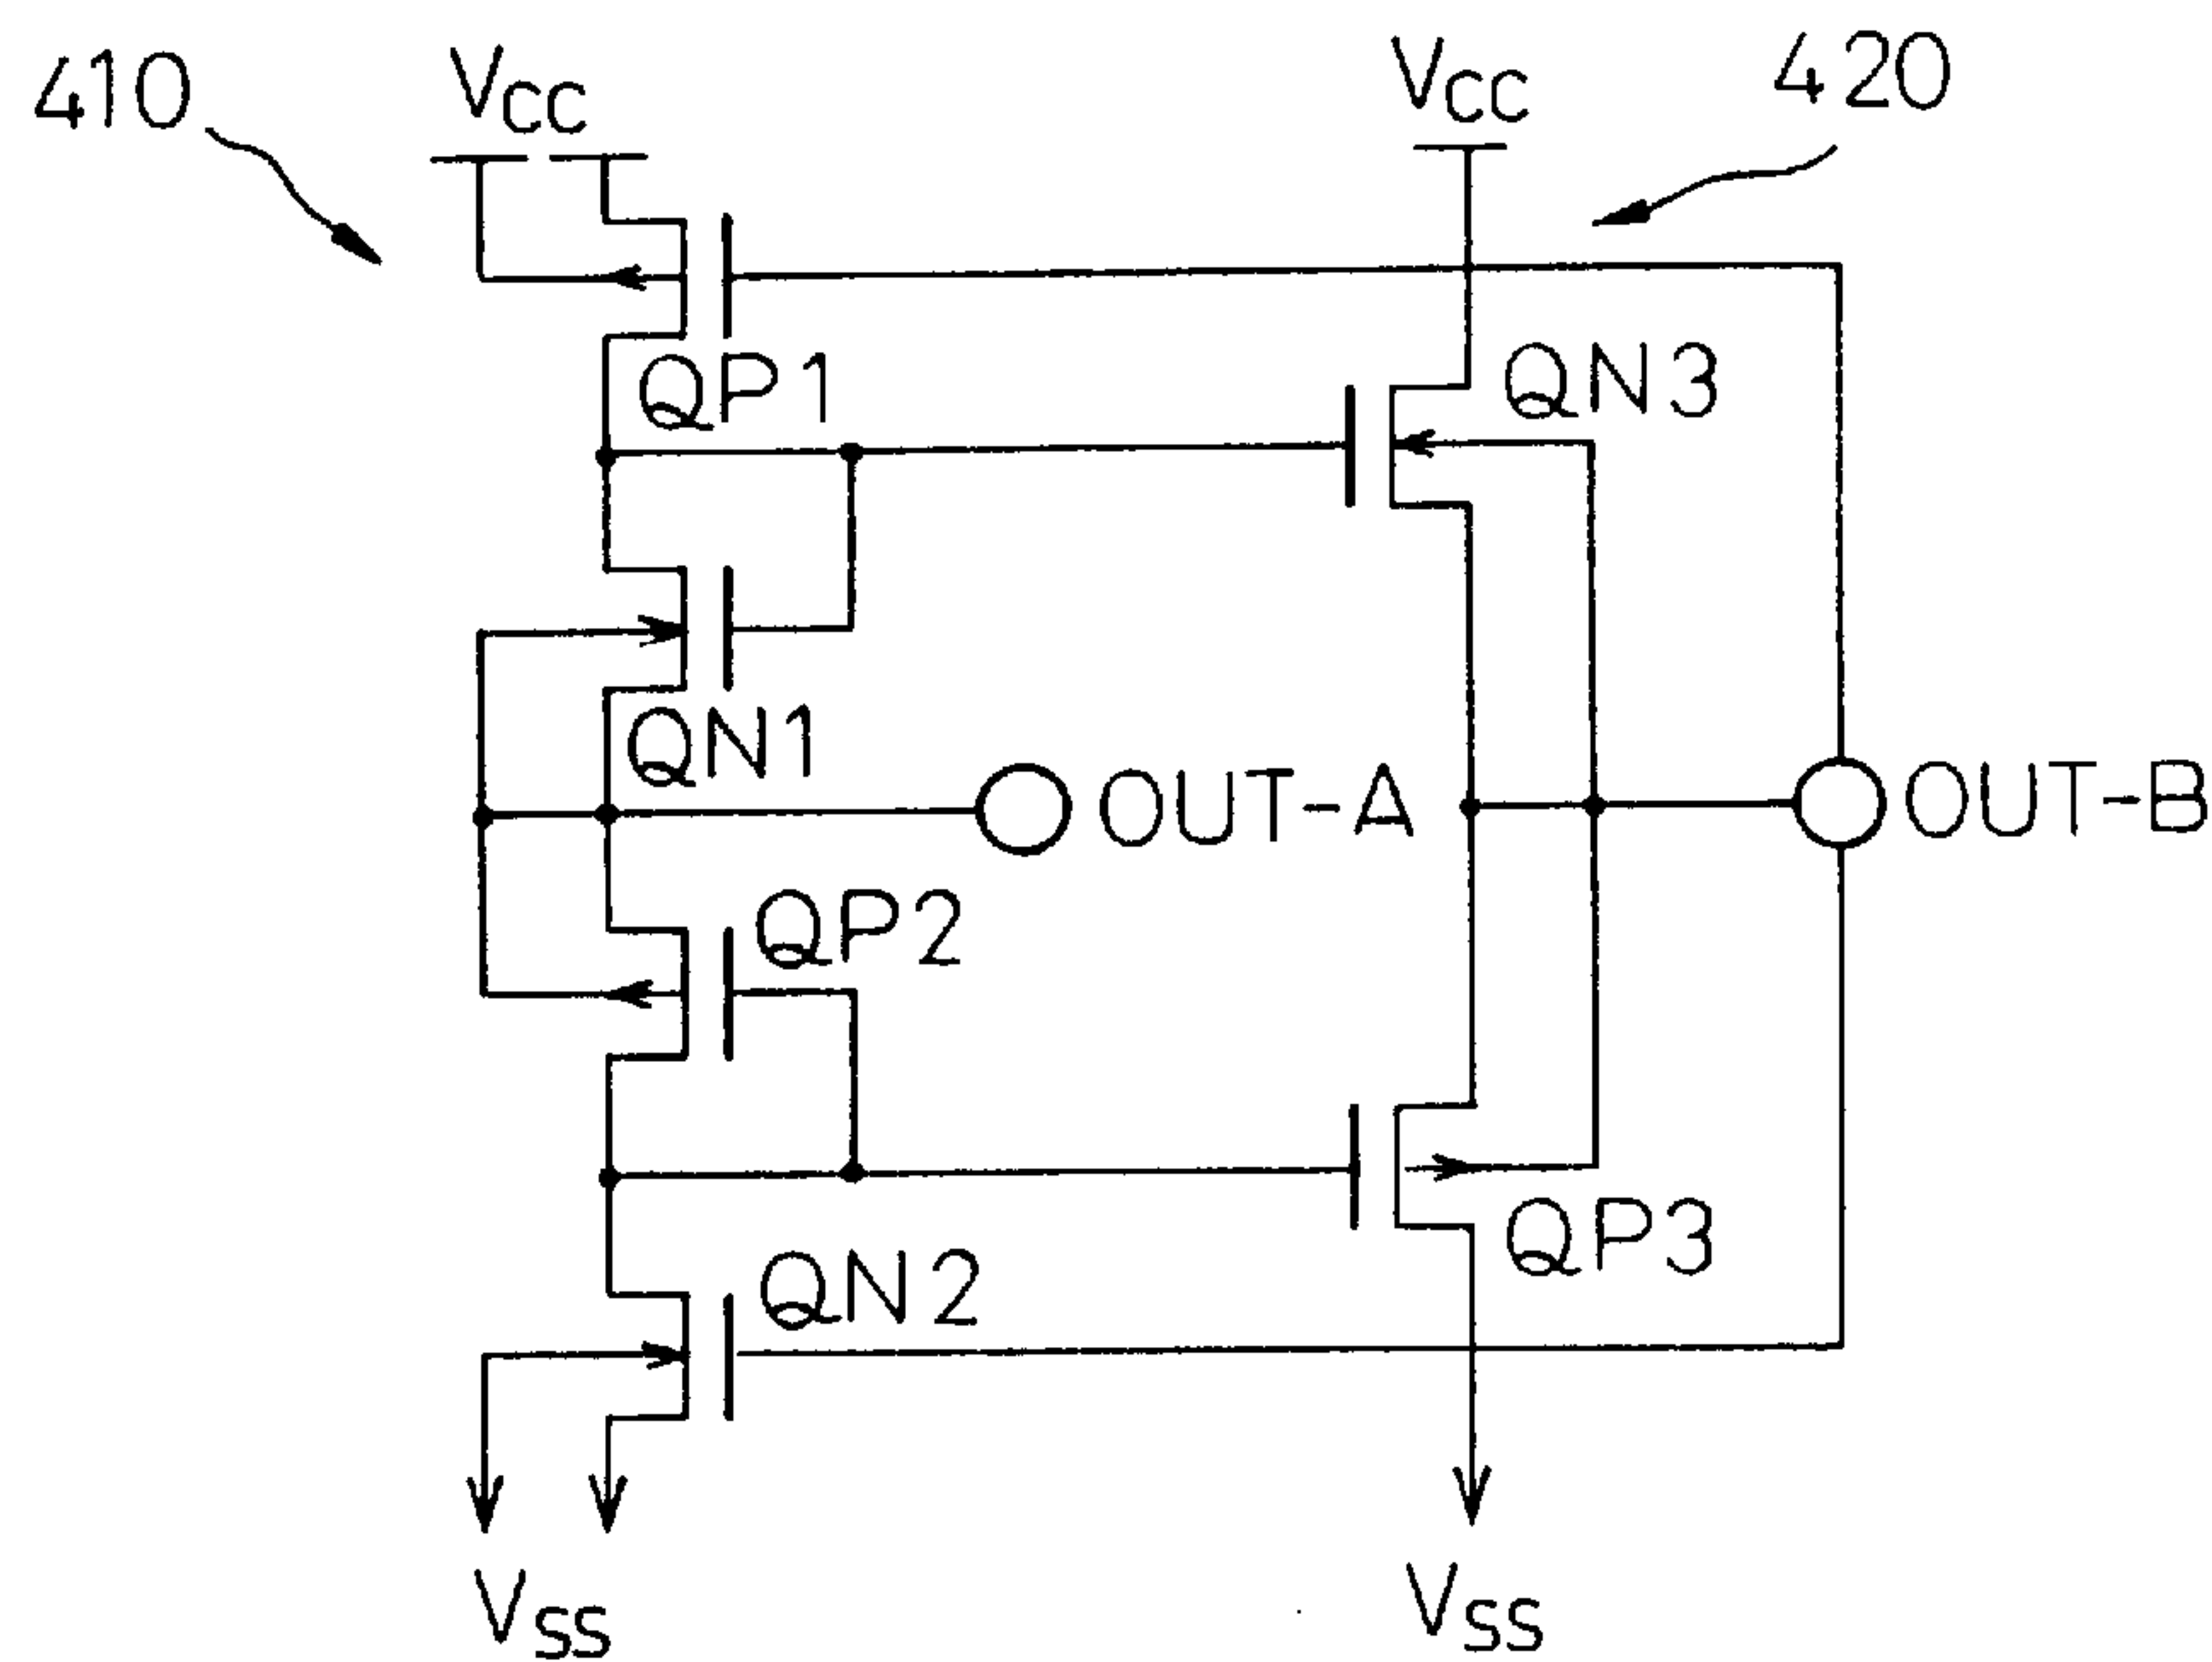 410
VCC
VCC
420
QP1
QN3
QN1
OUT-A
OUT-B
QP2
QN2
QP3
VSS
VSS